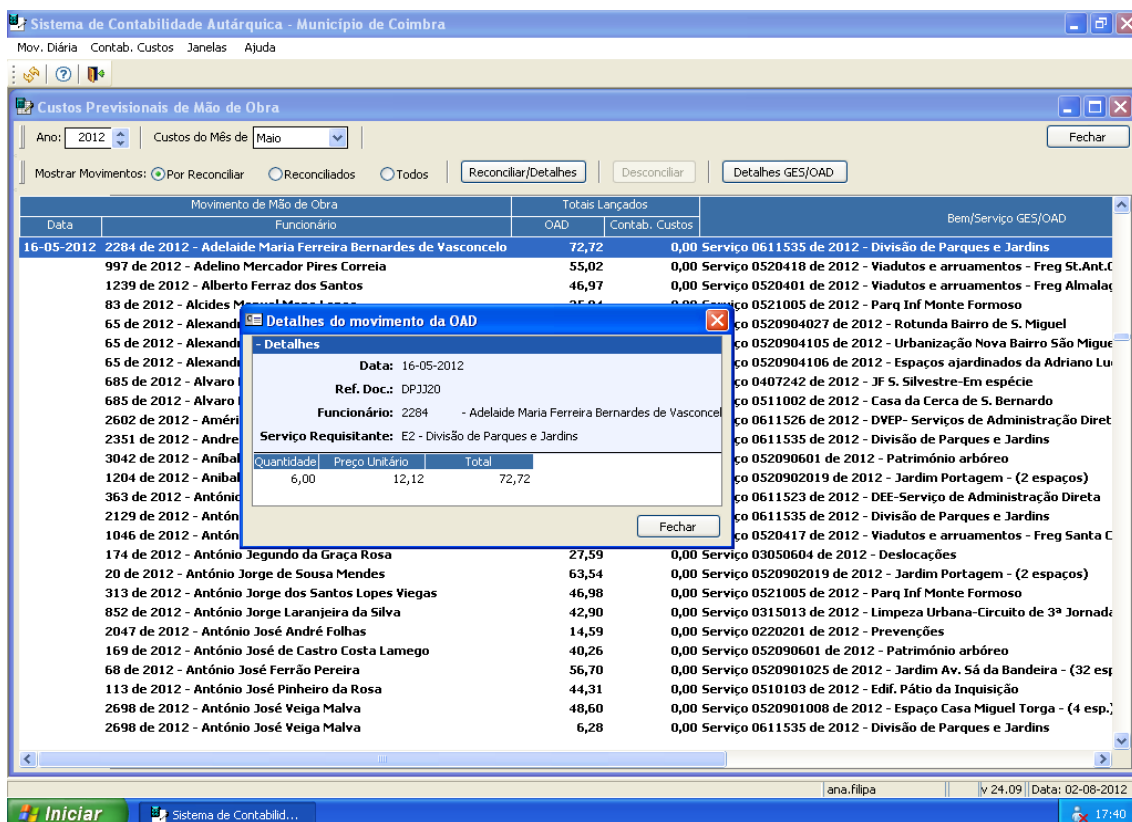 Sistema de Contabilidade Autárquica - Município de Coimbra
Mov. Diária Contab. Custos Janelas Ajuda
Custos Previsionais de Mão de Obra
Ano: 2012 Custos do Mês de Maio Fechar
Mostrar Movimentos: Por Reconciliar Reconciliados Todos Reconciliar/Detalhes Desconciliar Detalhes GES/OAD
Movimento de Mão de Obra Totais Lançados Bem/Serviço GES/OAD
Data Funcionário OAD Contab. Custos
16-05-2012 2284 de 2012 - Adelaide Maria Ferreira Bernardes de Vasconcelo 72,72 0,00 Serviço 0611535 de 2012 - Divisão de Parques e Jardins
997 de 2012 - Adelino Mercador Pires Correia 55,02 0,00 Serviço 0520418 de 2012 - Viadutos e arruamentos - Freg St.Ant.
1239 de 2012 - Alberto Ferraz dos Santos 46,97 0,00 Serviço 0520401 de 2012 - Viadutos e arruamentos - Freg Almala
83 de 2012 - Alcides 0,00 Serviço 0521005 de 2012 - Parq Inf Monte Formoso
65 de 2012 - Alexand ço 0520904027 de 2012 - Rotunda Bairro de S. Miguel
65 de 2012 - Alexand ço 0520904105 de 2012 - Urbanização Nova Bairro São Migue
65 de 2012 - Alexand ço 0520904106 de 2012 - Espaços ajardinados da Adriano Lu
685 de 2012 - Alvaro ço 0407242 de 2012 - JF S. Silvestre-Em espécie
685 de 2012 - Alvaro ço 0511002 de 2012 - Casa da Cerca de S. Bernardo
2602 de 2012 - Améri ço 0611526 de 2012 - DVEP- Serviços de Administração Diret
2351 de 2012 - Andre ço 0611535 de 2012 - Divisão de Parques e Jardins
3042 de 2012 - Aníbal ço 052090601 de 2012 - Património arbóreo
1204 de 2012 - Anibal ço 0520902019 de 2012 - Jardim Portagem - (2 espaços)
363 de 2012 - António ço 0611523 de 2012 - DEE-Serviço de Administração Direta
2129 de 2012 - Antón ço 0611535 de 2012 - Divisão de Parques e Jardins
1046 de 2012 - Antón ço 0520417 de 2012 - Viadutos e arruamentos - Freg Santa C
174 de 2012 - António Jegundo da Graça Rosa 27,59 0,00 Serviço 03050604 de 2012 - Deslocações
20 de 2012 - António Jorge de Sousa Mendes 63,54 0,00 Serviço 0520902019 de 2012 - Jardim Portagem - (2 espaços)
313 de 2012 - António Jorge dos Santos Lopes Viegas 46,98 0,00 Serviço 0521005 de 2012 - Parq Inf Monte Formoso
852 de 2012 - António Jorge Laranjeira da Silva 42,90 0,00 Serviço 0315013 de 2012 - Limpeza Urbana-Circuito de 3ª Jornada
2047 de 2012 - António José André Folhas 14,59 0,00 Serviço 0220201 de 2012 - Prevenções
169 de 2012 - António José de Castro Costa Lamego 40,26 0,00 Serviço 052090601 de 2012 - Património arbóreo
68 de 2012 - António José Ferrão Pereira 56,70 0,00 Serviço 0520901025 de 2012 - Jardim Av. Sá da Bandeira - (32 esp
113 de 2012 - António José Pinheiro da Rosa 44,31 0,00 Serviço 0510103 de 2012 - Edif. Pátio da Inquisição
2698 de 2012 - António José Veiga Malva 48,60 0,00 Serviço 0520901008 de 2012 - Espaço Casa Miguel Torga - (4 esp.)
2698 de 2012 - António José Veiga Malva 6,28 0,00 Serviço 0611535 de 2012 - Divisão de Parques e Jardins
Detalhes do movimento da OAD
- Detalhes
Data: 16-05-2012
Ref. Doc.: DPJJ20
Funcionário: 2284 - Adelaide Maria Ferreira Bernardes de Vasconcel
Serviço Requisitante: E2 - Divisão de Parques e Jardins
Quantidade Preço Unitário Total
6,00 12,12 72,72
Fechar
ana.filipa v 24.09 Data: 02-08-2012
Iniciar Sistema de Contabilid... 17:40